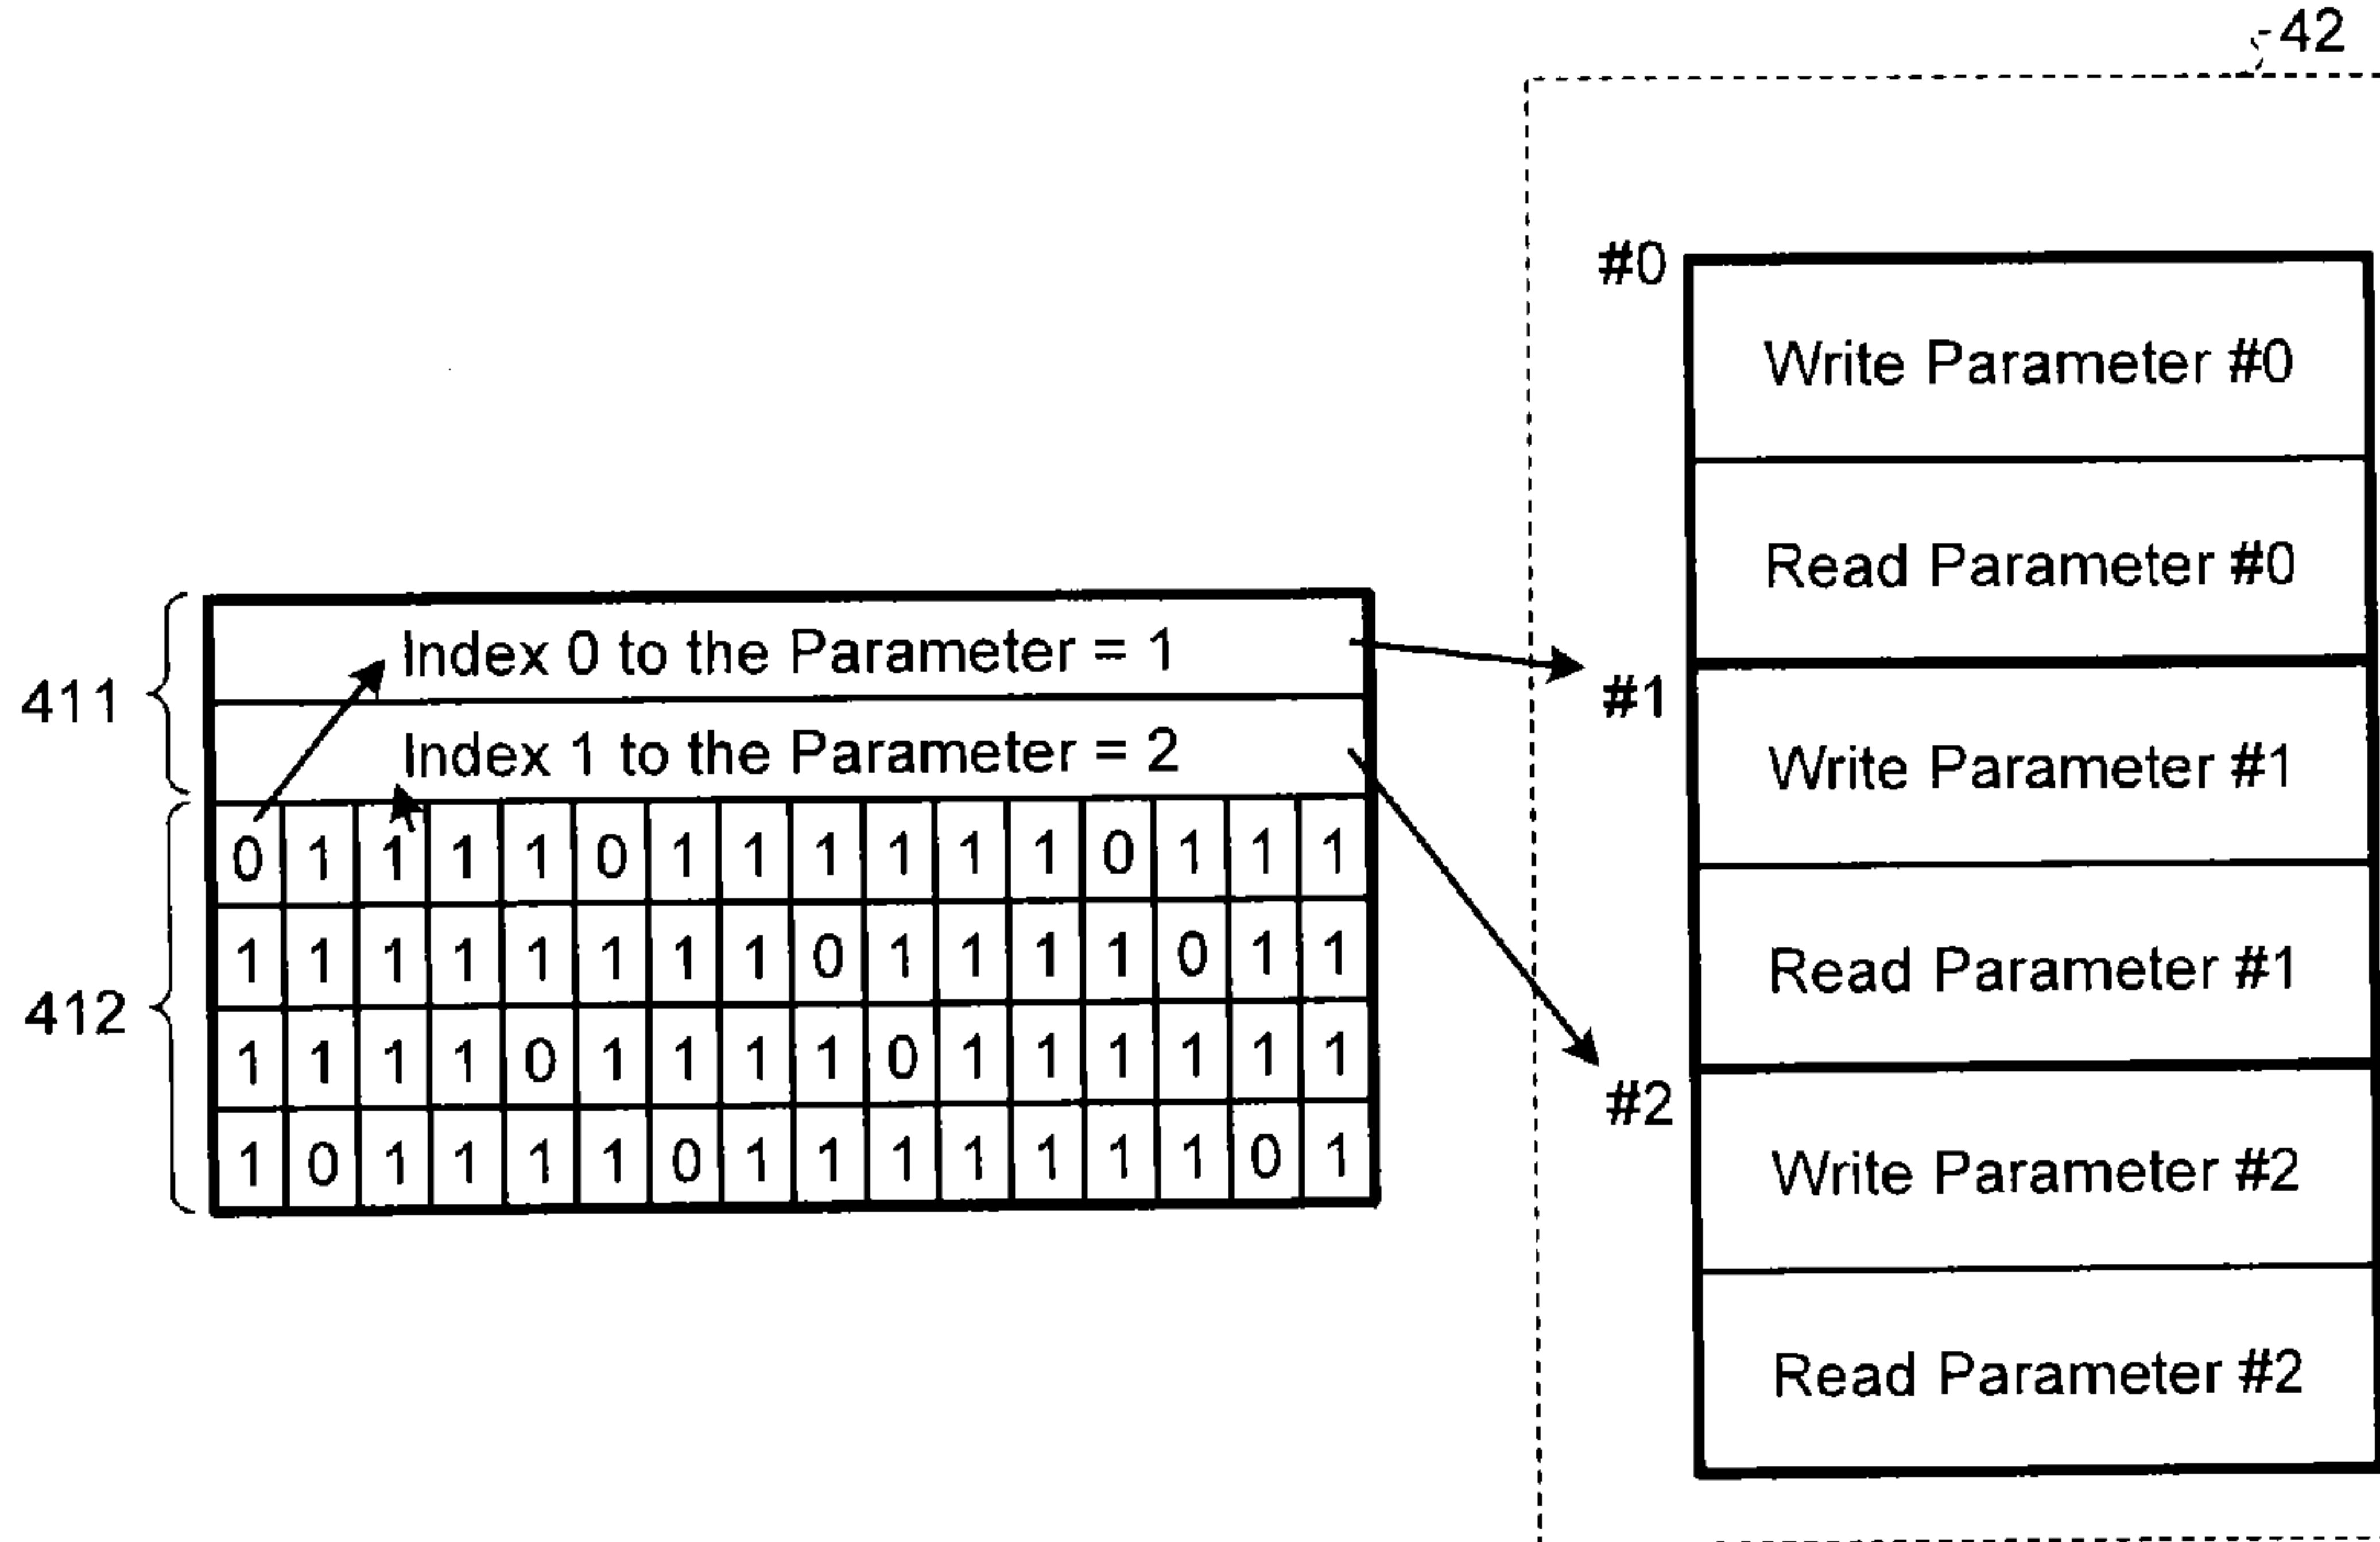 42
#0
Write Parameter #0
Read Parameter #0
411
Index 0 to the Parameter = 1
Index 1 to the Parameter = 2
#1
Write Parameter #1
412
0 1 1 1 1 0 1 1 1 1 1 1 0 1 1 1
1 1 1 1 1 1 1 1 0 1 1 1 1 0 1 1
1 1 1 1 0 1 1 1 1 0 1 1 1 1 1 1
1 0 1 1 1 1 0 1 1 1 1 1 1 1 0 1
Read Parameter #1
#2
Write Parameter #2
Read Parameter #2